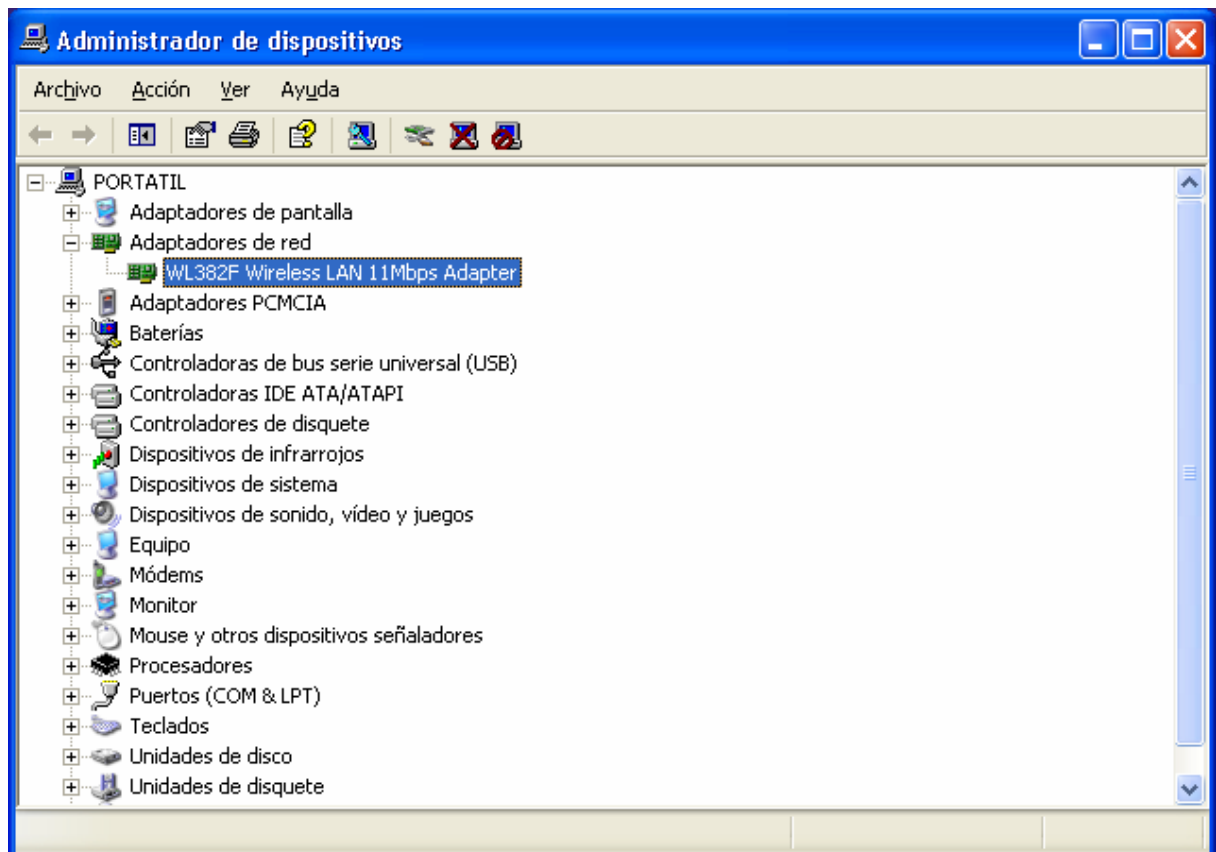 Administrador de dispositivos
Archivo Acción Ver Ayuda
PORTATIL
Adaptadores de pantalla
Adaptadores de red
WL382F Wireless LAN 11Mbps Adapter
Adaptadores PCMCIA
Baterías
Controladoras de bus serie universal (USB)
Controladoras IDE ATA/ATAPI
Controladores de disquete
Dispositivos de infrarrojos
Dispositivos de sistema
Dispositivos de sonido, vídeo y juegos
Equipo
Módems
Monitor
Mouse y otros dispositivos señaladores
Procesadores
Puertos (COM & LPT)
Teclados
Unidades de disco
Unidades de disquete